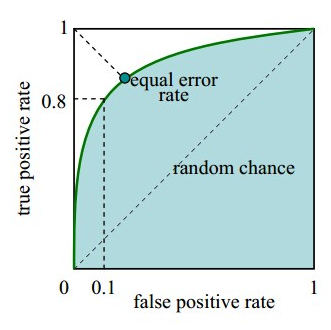 1
equal error
rate
0.8
true positive rate
random chance
0
0.1
1
false positive rate